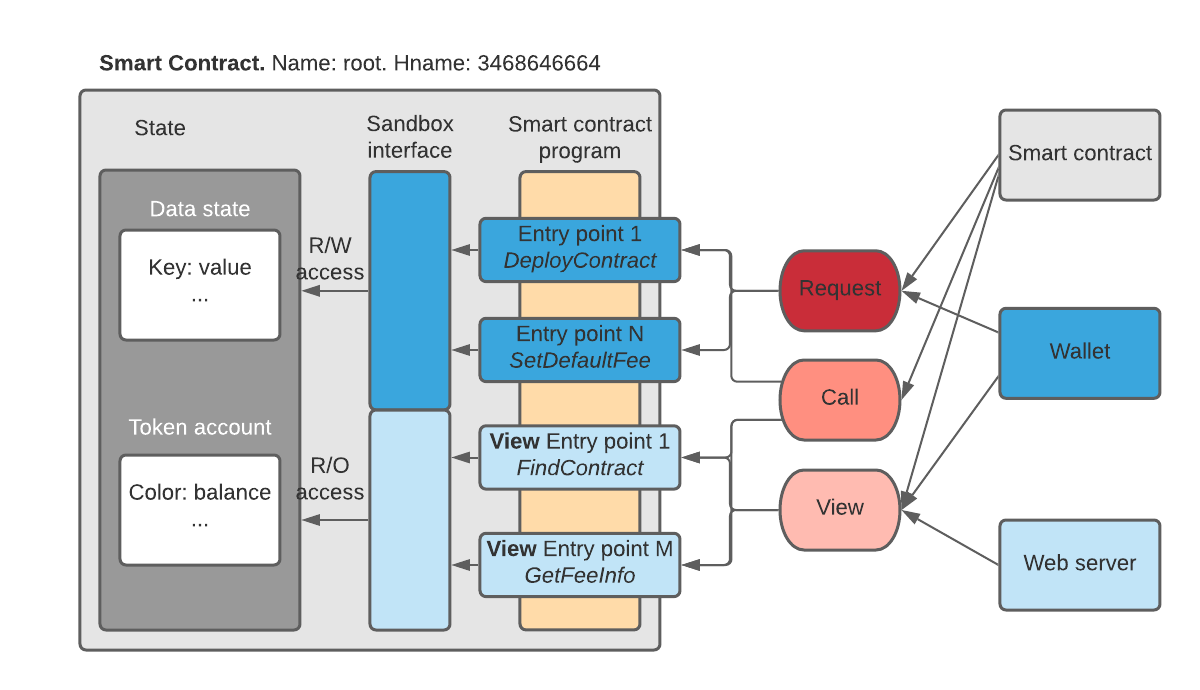 Smart Contract. Name: root. Hname: 3468646664
State
Sandbox
interface
Smart contract
program
Data state
Key: value
...
Token account
Color: balance
...
R/W
access
R/O
access
Entry point 1
DeployContract
Entry point N
SetDefaultFee
View Entry point 1
FindContract
View Entry point M
GetFeeInfo
Request
Call
View
Smart contract
Wallet
Web server